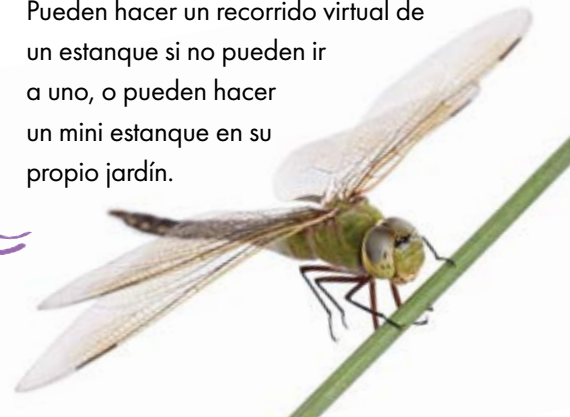 Pueden hacer un recorrido virtual de
un estanque si no pueden ir
a uno, o pueden hacer
un mini estanque en su
propio jardín.